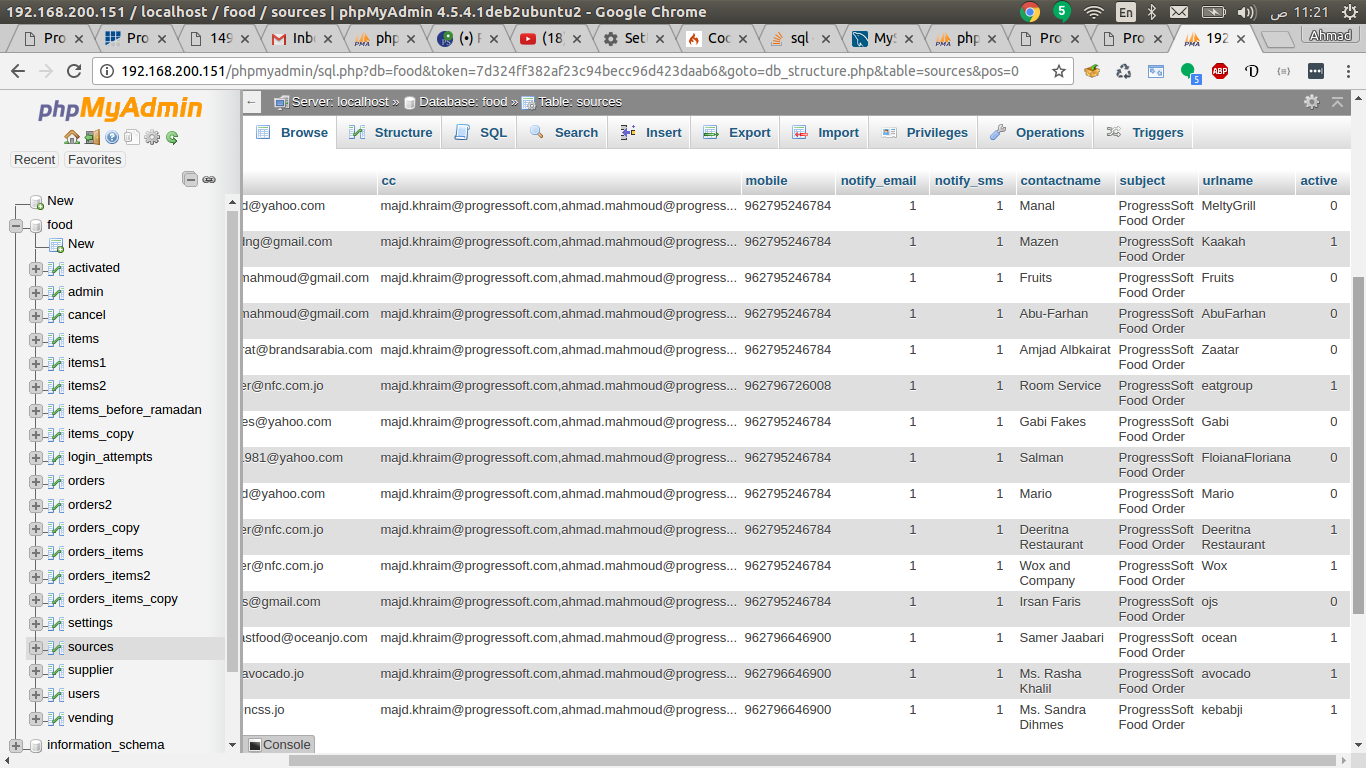 192.168.200.151 / localhost / food / sources | phpMyAdmin 4.5.4.1deb2ubuntu2 - Google Chrome
5 En 11:21 ص
Pro Pro 149 Inb php (•) F (18) Set Coc sql My php Pro Pro 192 Ahmad
192.168.200.151/phpmyadmin/sql.php?db=food&token=7d324ff382af23c94becc96d423daab6&goto=db_structure.php&table=sources&pos=0
5 ABP D
phpMyAdmin
Recent Favorites
New
food
New
activated
admin
cancel
items
items1
items2
items_before_ramadan
items_copy
login_attempts
orders
orders2
orders_copy
orders_items
orders_items2
orders_items_copy
settings
sources
supplier
users
vending
information_schema
Server: localhost » Database: food » Table: sources
Browse Structure SQL Search Insert Export Import Privileges Operations Triggers
cc mobile notify_email notify_sms contactname subject urlname active
d@yahoo.com majd.khraim@progressoft.com,ahmad.mahmoud@progress... 962795246784 1 1 Manal ProgressSoft MeltyGrill 0
Food Order
lng@gmail.com majd.khraim@progressoft.com,ahmad.mahmoud@progress... 962795246784 1 1 Mazen ProgressSoft Kaakah 1
Food Order
mahmoud@gmail.com majd.khraim@progressoft.com,ahmad.mahmoud@progress... 962795246784 1 1 Fruits ProgressSoft Fruits 0
Food Order
mahmoud@gmail.com majd.khraim@progressoft.com,ahmad.mahmoud@progress... 962795246784 1 1 Abu-Farhan ProgressSoft AbuFarhan 0
Food Order
rat@brandsarabia.com majd.khraim@progressoft.com,ahmad.mahmoud@progress... 962795246784 1 1 Amjad Albkairat ProgressSoft Zaatar 0
Food Order
er@nfc.com.jo majd.khraim@progressoft.com,ahmad.mahmoud@progress... 962796726008 1 1 Room Service ProgressSoft eatgroup 1
Food Order
es@yahoo.com majd.khraim@progressoft.com,ahmad.mahmoud@progress... 962795246784 1 1 Gabi Fakes ProgressSoft Gabi 0
Food Order
.981@yahoo.com majd.khraim@progressoft.com,ahmad.mahmoud@progress... 962795246784 1 1 Salman ProgressSoft FloianaFloriana 0
Food Order
d@yahoo.com majd.khraim@progressoft.com,ahmad.mahmoud@progress... 962795246784 1 1 Mario ProgressSoft Mario 0
Food Order
er@nfc.com.jo majd.khraim@progressoft.com,ahmad.mahmoud@progress... 962795246784 1 1 Deeritna ProgressSoft Deeritna 1
Restaurant Food Order Restaurant
er@nfc.com.jo majd.khraim@progressoft.com,ahmad.mahmoud@progress... 962795246784 1 1 Wox and ProgressSoft Wox 1
Company Food Order
s@gmail.com majd.khraim@progressoft.com,ahmad.mahmoud@progress... 962795246784 1 1 Irsan Faris ProgressSoft ojs 0
Food Order
astfood@oceanjo.com majd.khraim@progressoft.com,ahmad.mahmoud@progress... 962796646900 1 1 Samer Jaabari ProgressSoft ocean 1
Food Order
avocado.jo majd.khraim@progressoft.com,ahmad.mahmoud@progress... 962796646900 1 1 Ms. Rasha ProgressSoft avocado 1
Khalil Food Order
ncss.jo majd.khraim@progressoft.com,ahmad.mahmoud@progress... 962796646900 1 1 Ms. Sandra ProgressSoft kebabji 1
Dihmes Food Order
Console